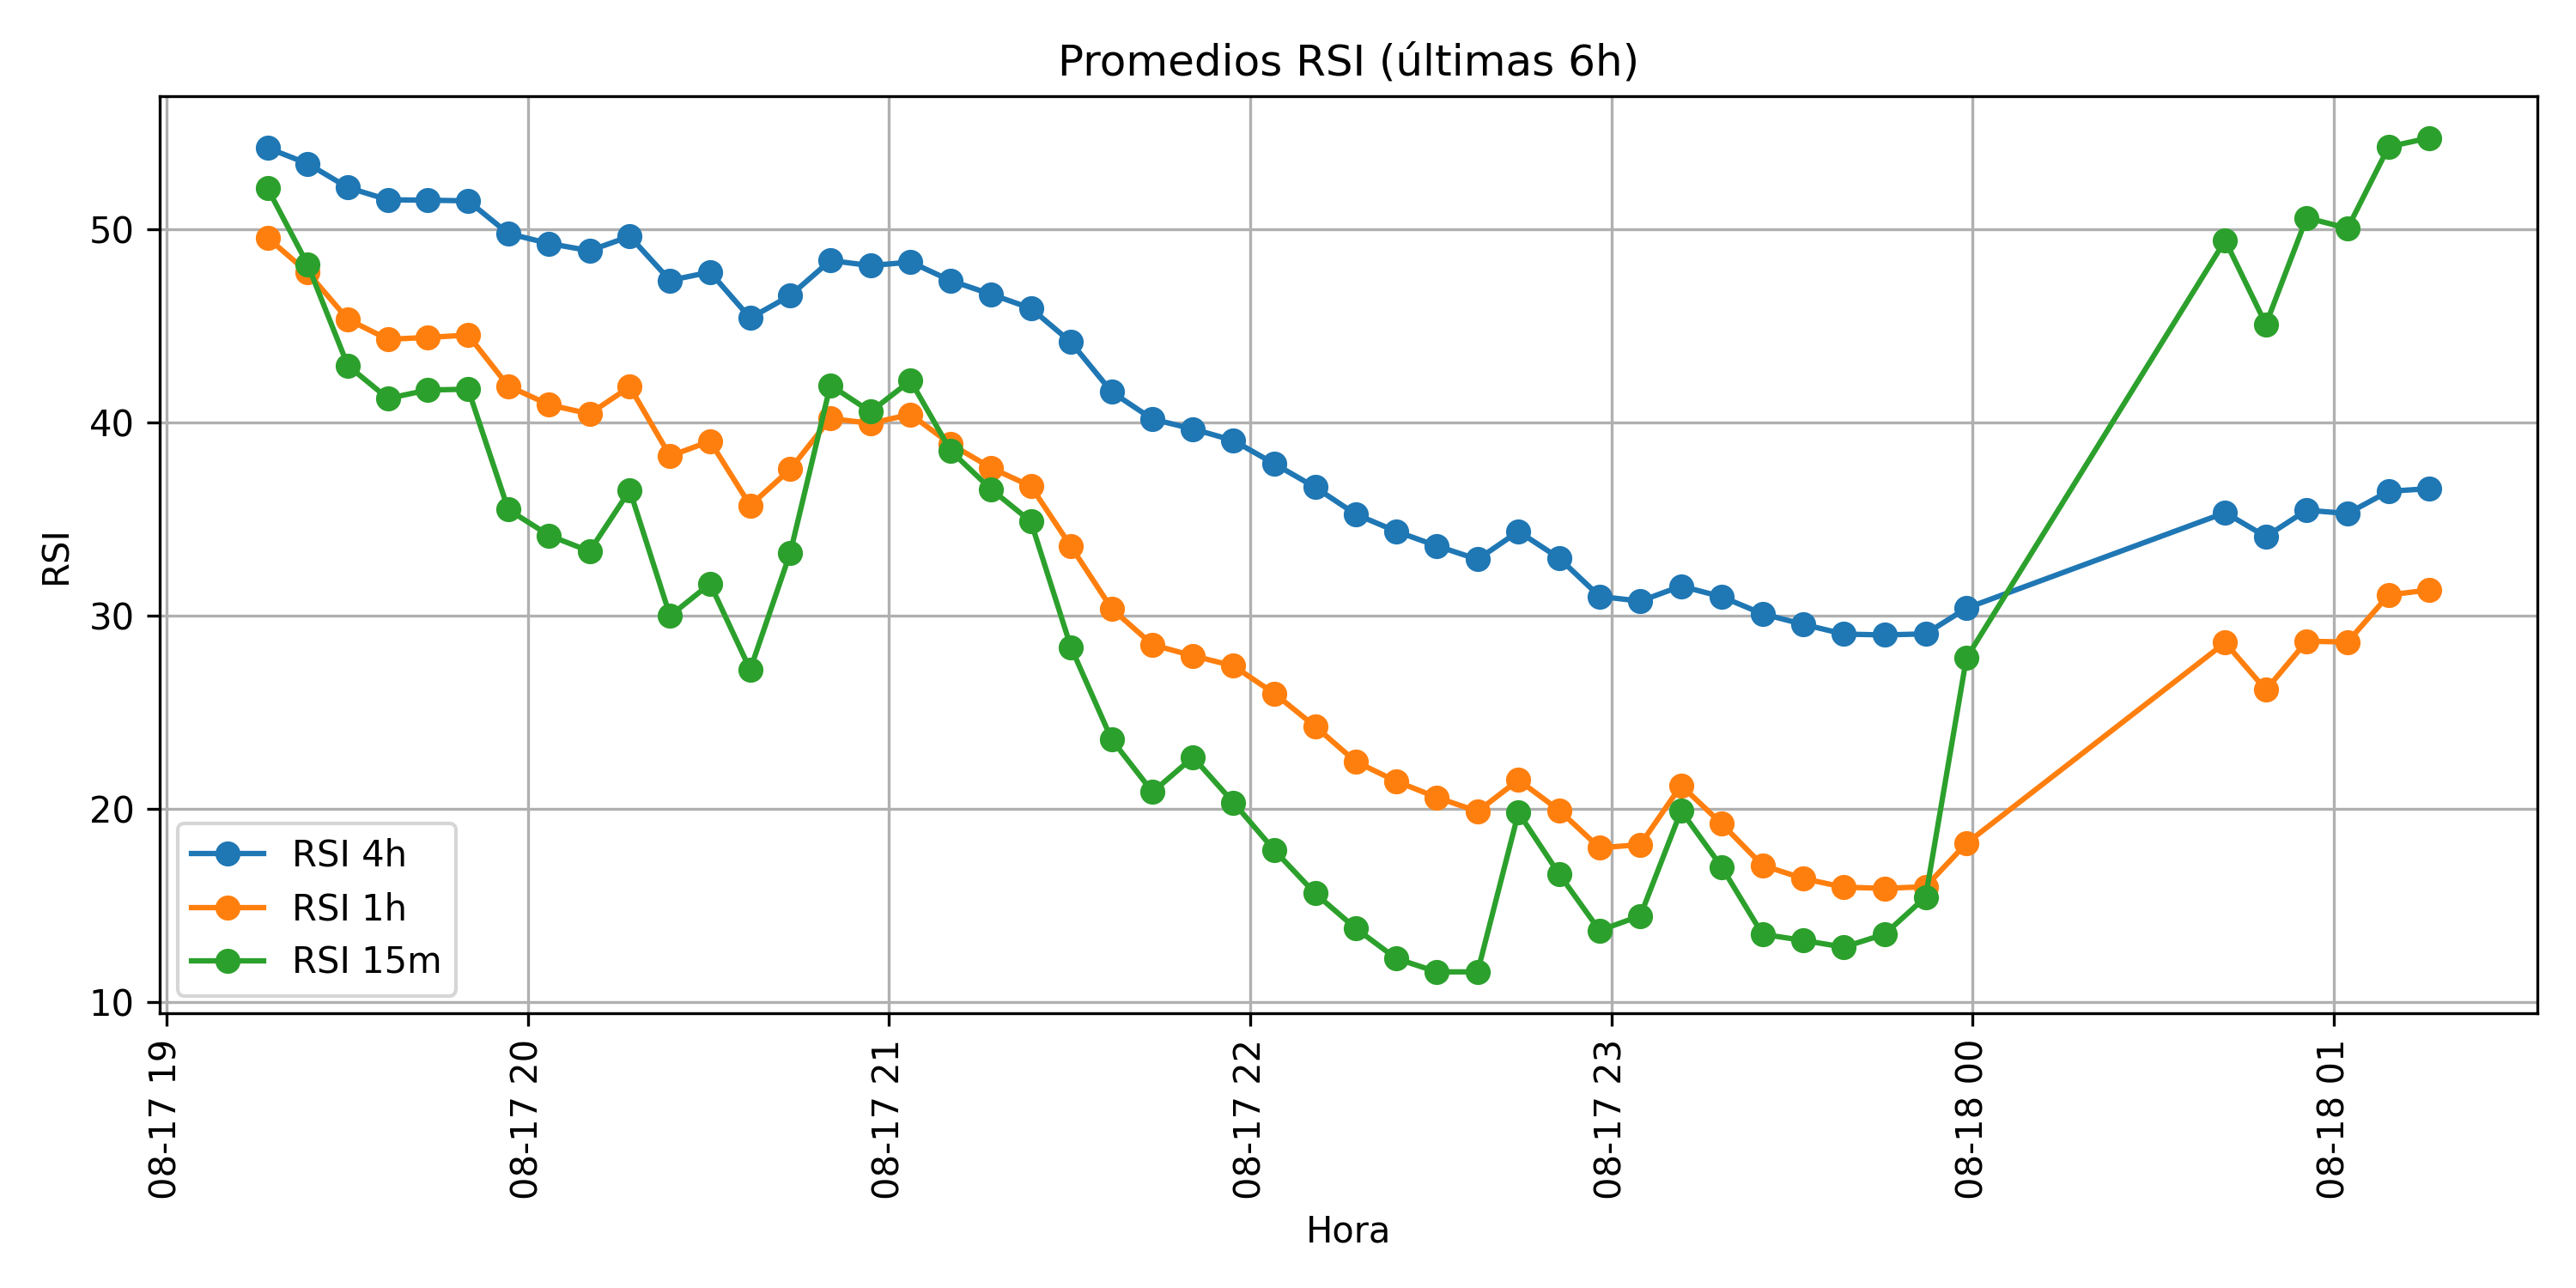 Promedios RSI (últimas 6h)
RSI
50
40
30
20
10
RSI 4h
RSI 1h
RSI 15m
08-17 19
08-17 20
08-17 21
08-17 22
08-17 23
08-18 00
08-18 01
Hora